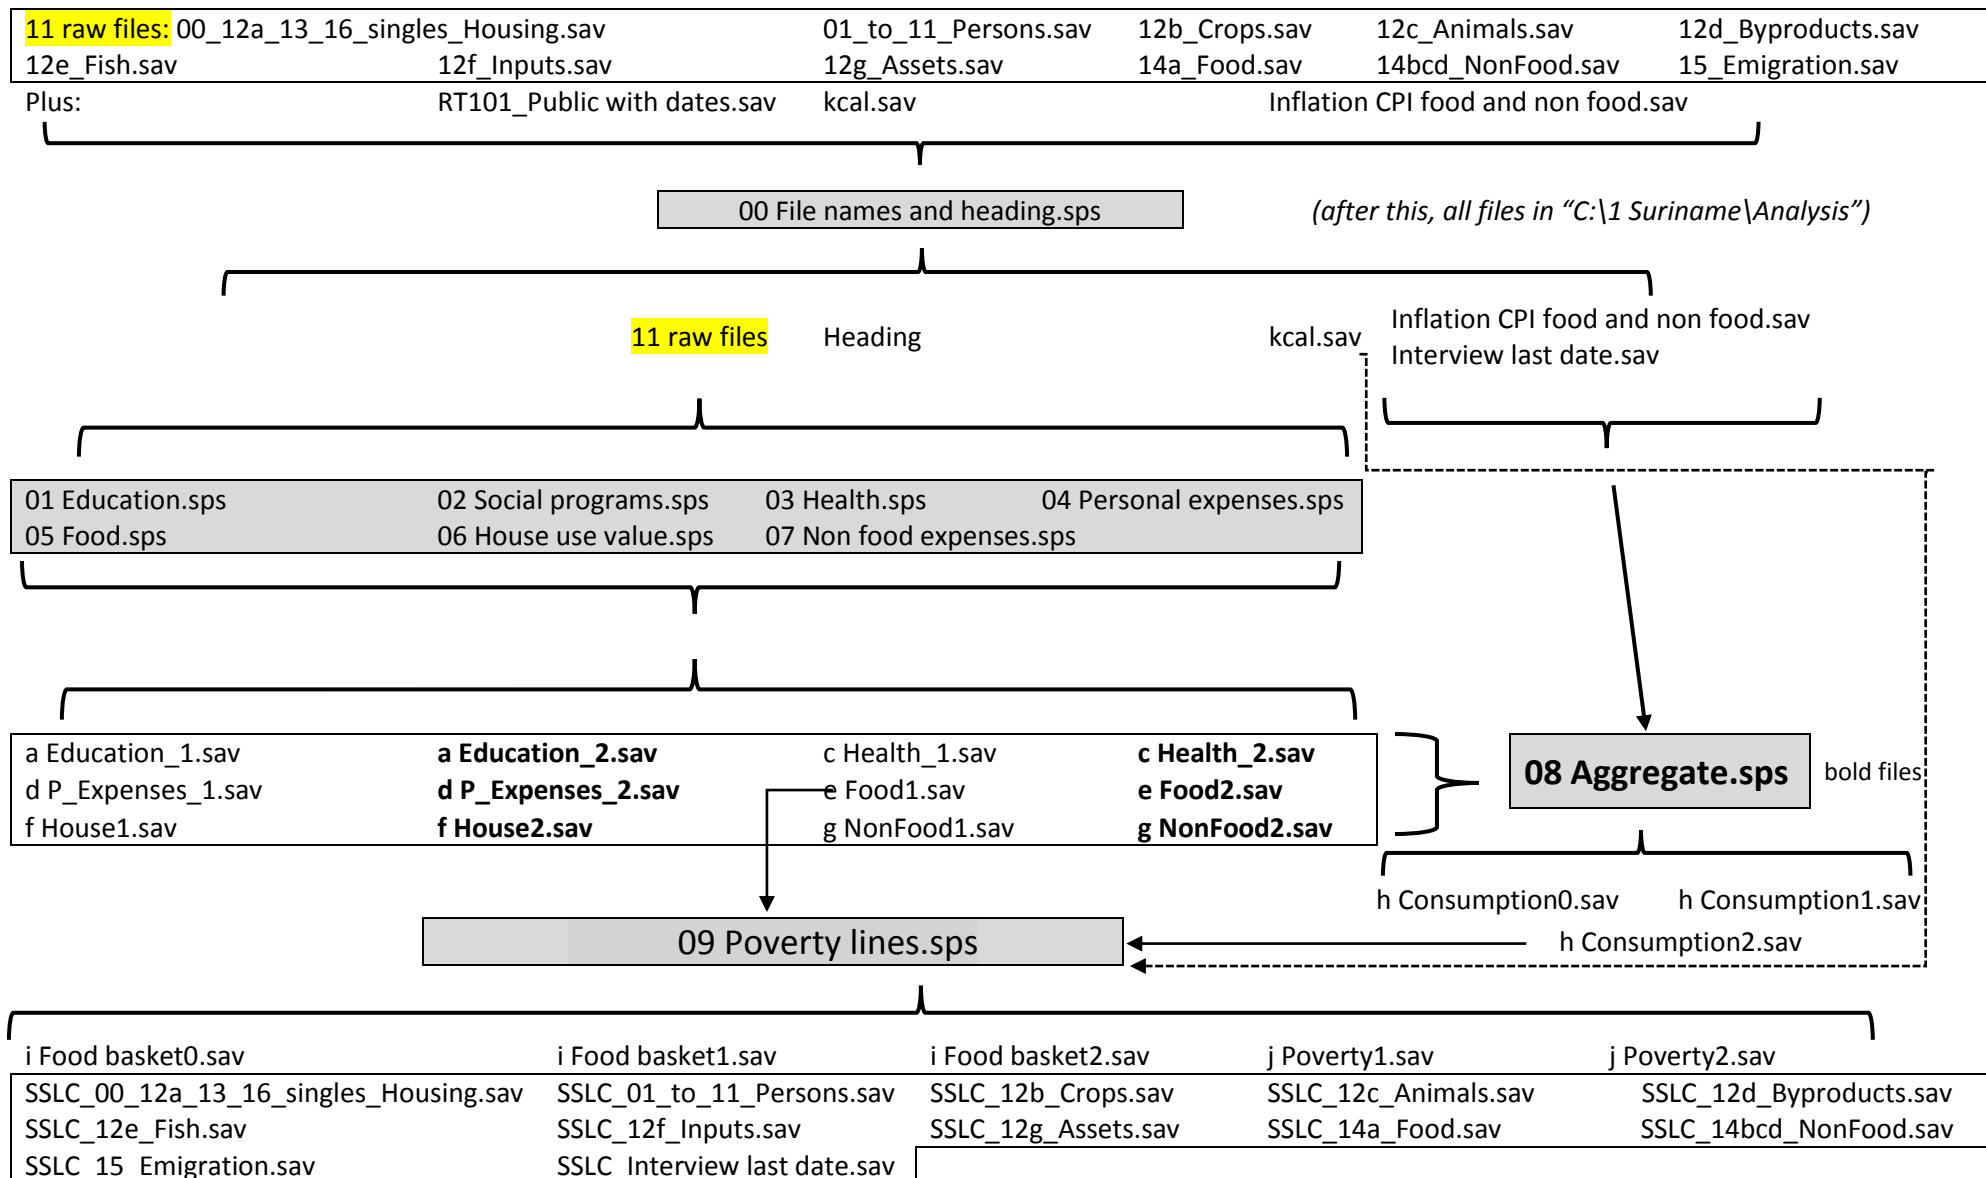 11 raw files: 00_12a_13_16_singles_Housing.sav 01_to_11_Persons.sav 12b_Crops.sav 12c_Animals.sav 12d_Byproducts.sav
12e_Fish.sav 12f_Inputs.sav 12g_Assets.sav 14a_Food.sav 14bcd_NonFood.sav 15_Emigration.sav
Plus: RT101_Public with dates.sav kcal.sav Inflation CPI food and non food.sav
00 File names and heading.sps (after this, all files in “C:\1 Suriname\Analysis”)
11 raw files Heading kcal.sav
Inflation CPI food and non food.sav
Interview last date.sav
01 Education.sps 02 Social programs.sps 03 Health.sps 04 Personal expenses.sps
05 Food.sps 06 House use value.sps 07 Non food expenses.sps
a Education_1.sav a Education_2.sav c Health_1.sav c Health_2.sav
d P_Expenses_1.sav d P_Expenses_2.sav e Food1.sav e Food2.sav
f House1.sav f House2.sav g NonFood1.sav g NonFood2.sav
08 Aggregate.sps bold files
h Consumption0.sav h Consumption1.sav
09 Poverty lines.sps h Consumption2.sav
i Food basket0.sav i Food basket1.sav i Food basket2.sav j Poverty1.sav j Poverty2.sav
SSLC_00_12a_13_16_singles_Housing.sav SSLC_01_to_11_Persons.sav SSLC_12b_Crops.sav SSLC_12c_Animals.sav SSLC_12d_Byproducts.sav
SSLC_12e_Fish.sav SSLC_12f_Inputs.sav SSLC_12g_Assets.sav SSLC_14a_Food.sav SSLC_14bcd_NonFood.sav
SSLC_15_Emigration.sav SSLC_Interview last date.sav